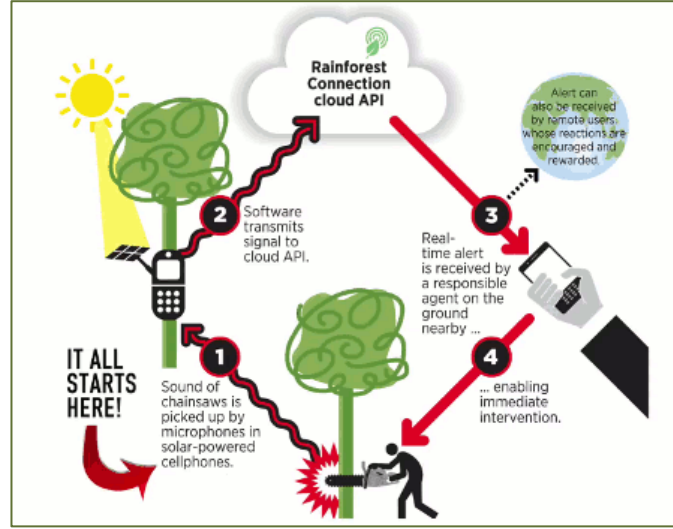 Rainforest
Connection
cloud API
Alert can
also be received
by remote users
whose reactions are
encouraged and
rewarded.
2
Software
transmits
signal to
cloud API.
3
Real-
time alert
is received by
a responsible
agent on the
ground
nearby ...
IT ALL
STARTS
HERE!
1
Sound of
chainsaws is
picked up by
microphones in
solar-powered
cellphones.
4
... enabling
immediate
intervention.